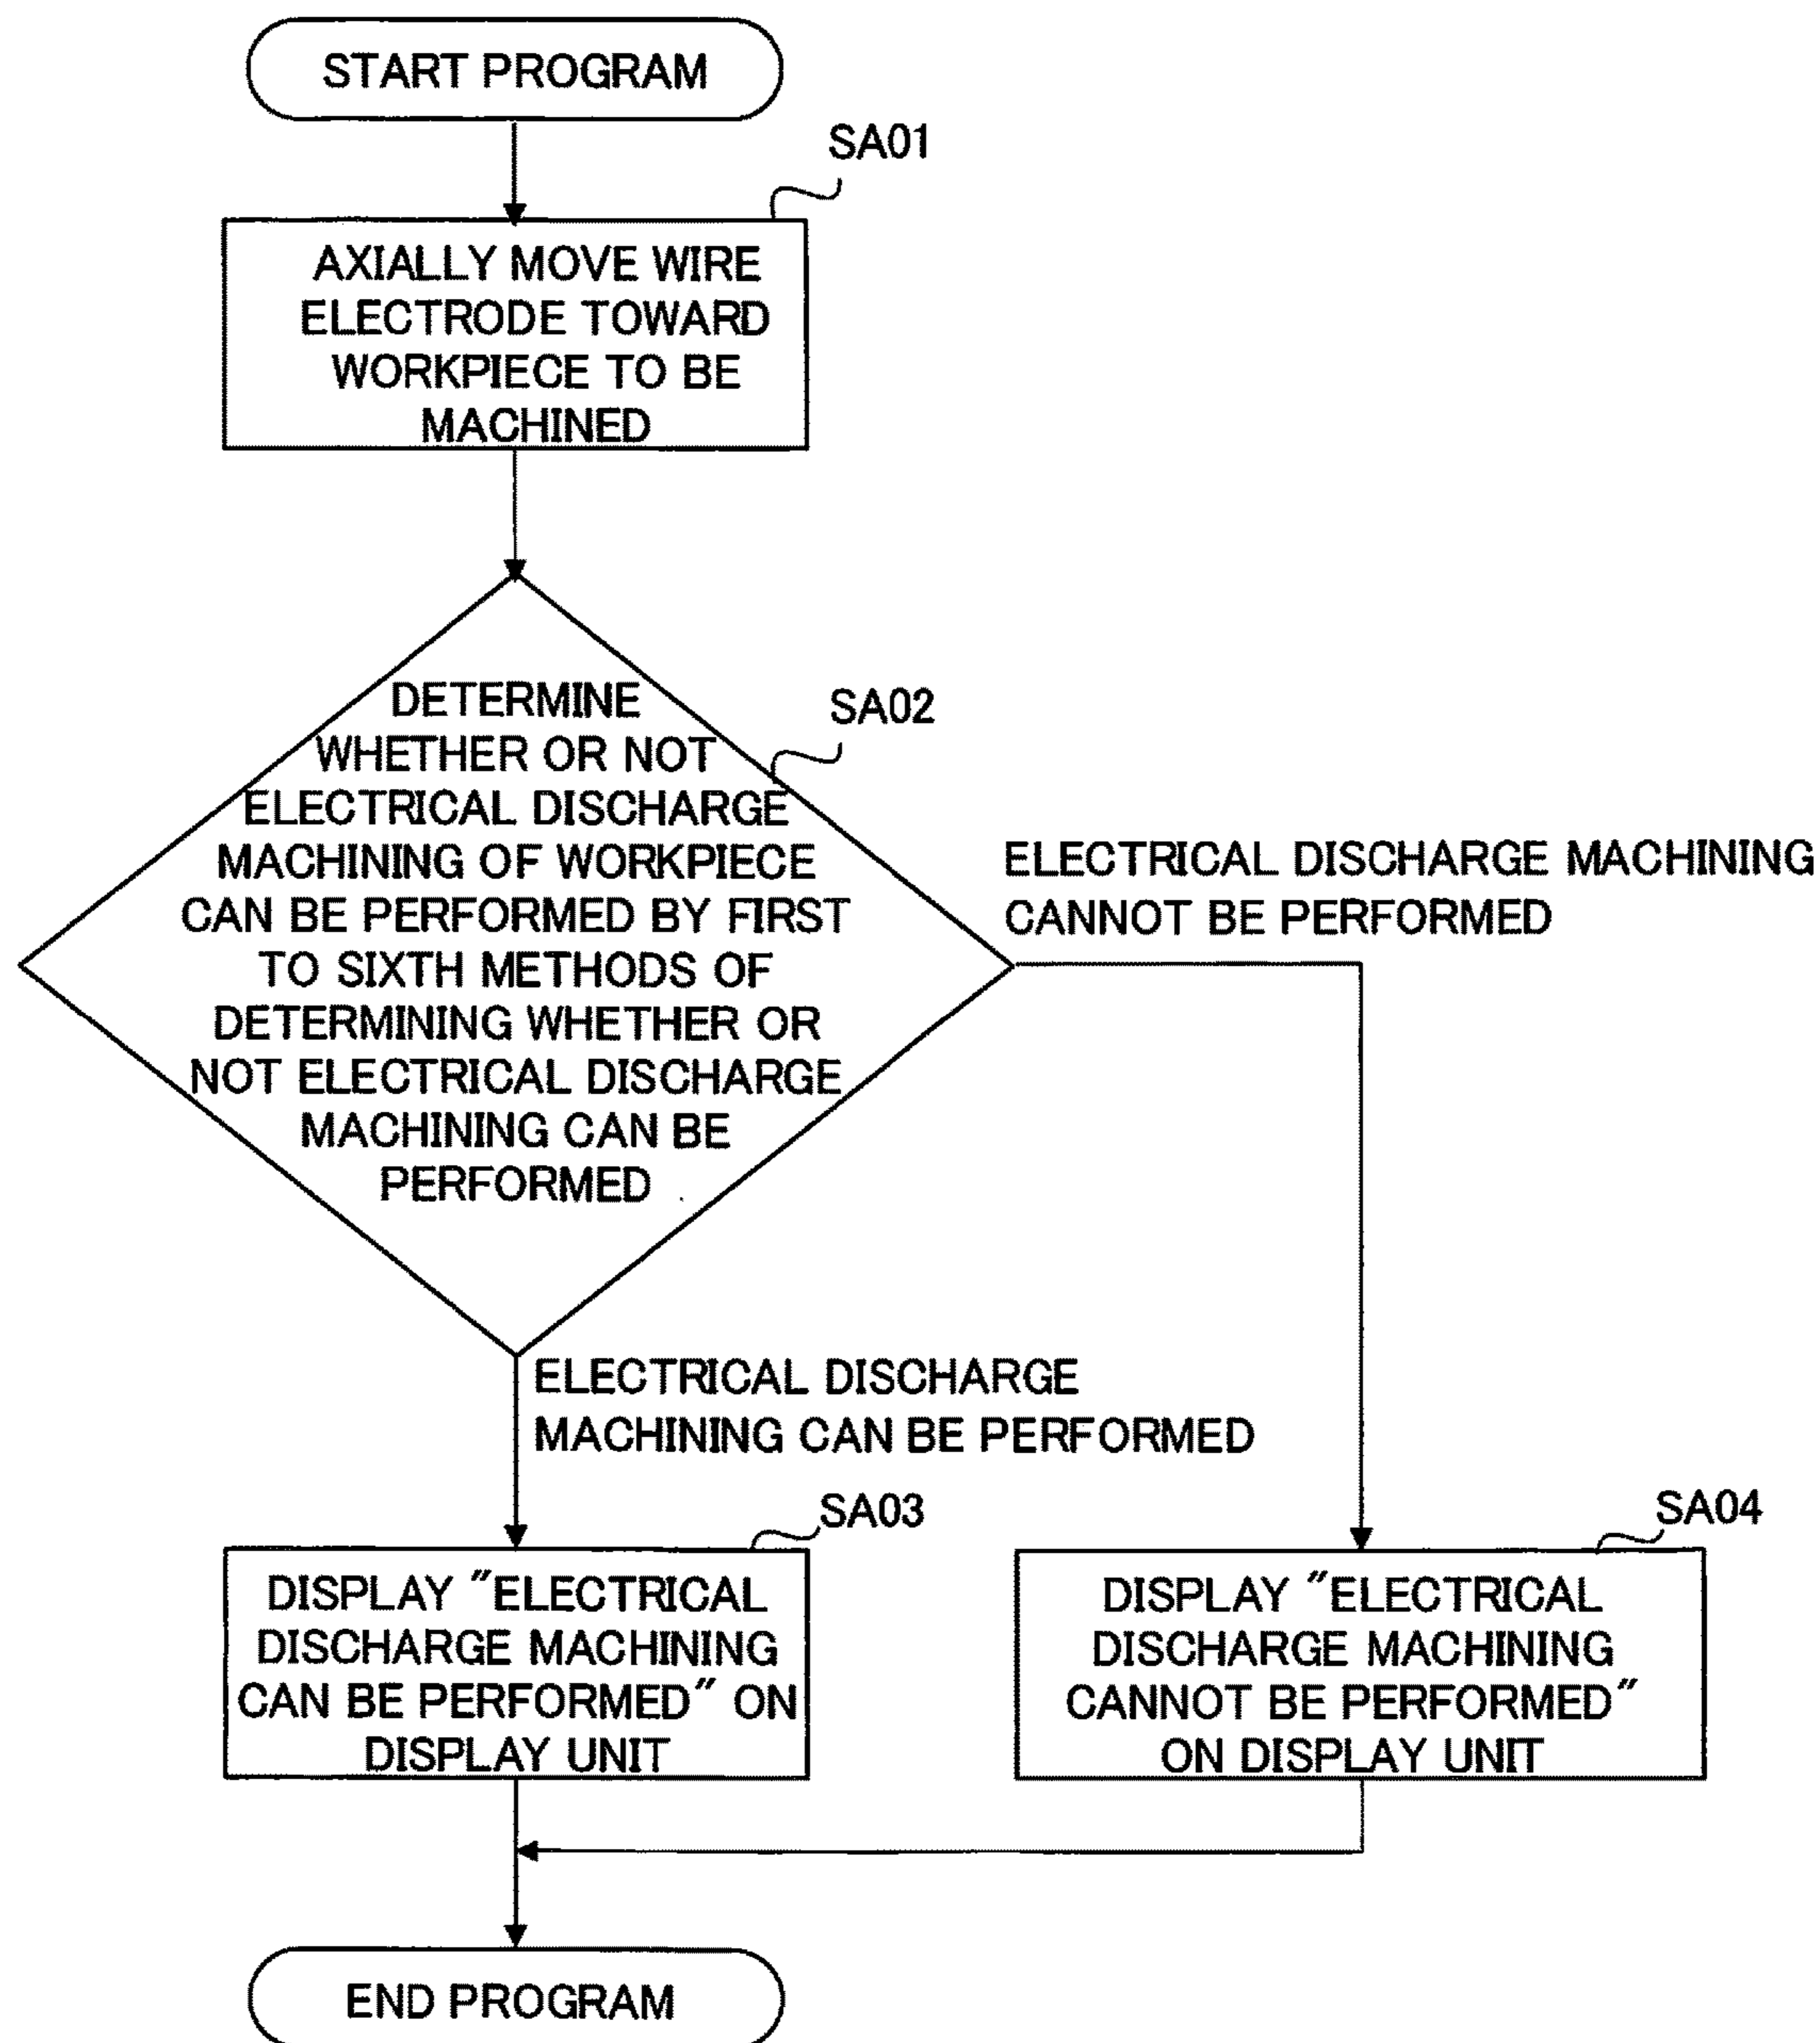 START PROGRAM
SA01
AXIALLY MOVE WIRE
ELECTRODE TOWARD
WORKPIECE TO BE
MACHINED
SA02
DETERMINE
WHETHER OR NOT
ELECTRICAL DISCHARGE
MACHINING OF WORKPIECE
CAN BE PERFORMED BY FIRST
TO SIXTH METHODS OF
DETERMINING WHETHER OR
NOT ELECTRICAL DISCHARGE
MACHINING CAN BE
PERFORMED
ELECTRICAL DISCHARGE MACHINING
CANNOT BE PERFORMED
ELECTRICAL DISCHARGE
MACHINING CAN BE PERFORMED
SA03
DISPLAY "ELECTRICAL
DISCHARGE MACHINING
CAN BE PERFORMED" ON
DISPLAY UNIT
SA04
DISPLAY "ELECTRICAL
DISCHARGE MACHINING
CANNOT BE PERFORMED"
ON DISPLAY UNIT
END PROGRAM